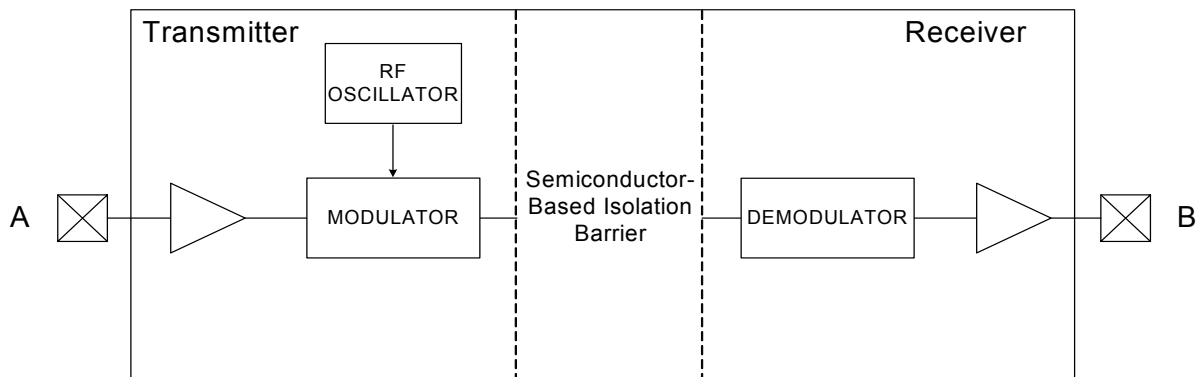 Transmitter
Receiver
RF
OSCILLATOR
A
MODULATOR
Semiconductor-
Based Isolation
Barrier
DEMODULATOR
B